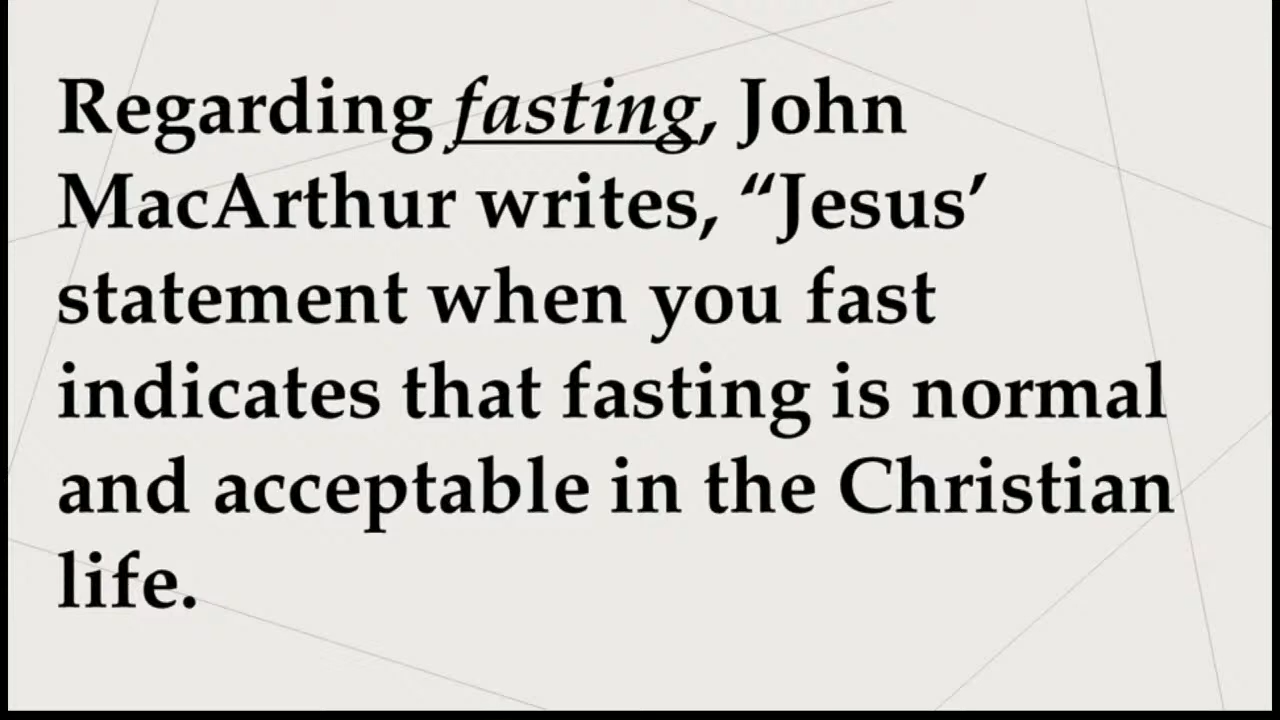 Regarding fasting, John
MacArthur writes, “Jesus’
statement when you fast
indicates that fasting is normal
and acceptable in the Christian
life.